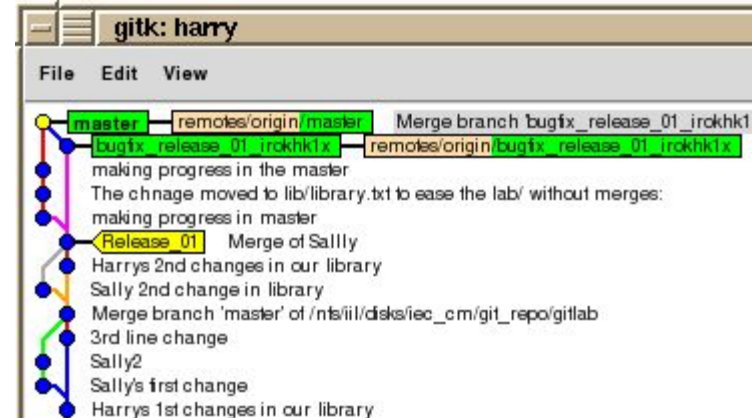 gitk: harry
File Edit View
master remotes/origin/master Merge branch 'bugfix_release_01_irokhk1
bugfix_release_01_irokhk1x remotes/origin/bugfix_release_01_irokhk1x
making progress in the master
The chnage moved to lib/library.txt to ease the lab/ without merges:
making progress in master
Release_01 Merge of Sallly
Harrys 2nd changes in our library
Sally 2nd change in library
Merge branch 'master' of /nfs/iil/disks/iec_cm/git_repo/gitlab
3rd line change
Sally2
Sally's first change
Harrys 1st changes in our library